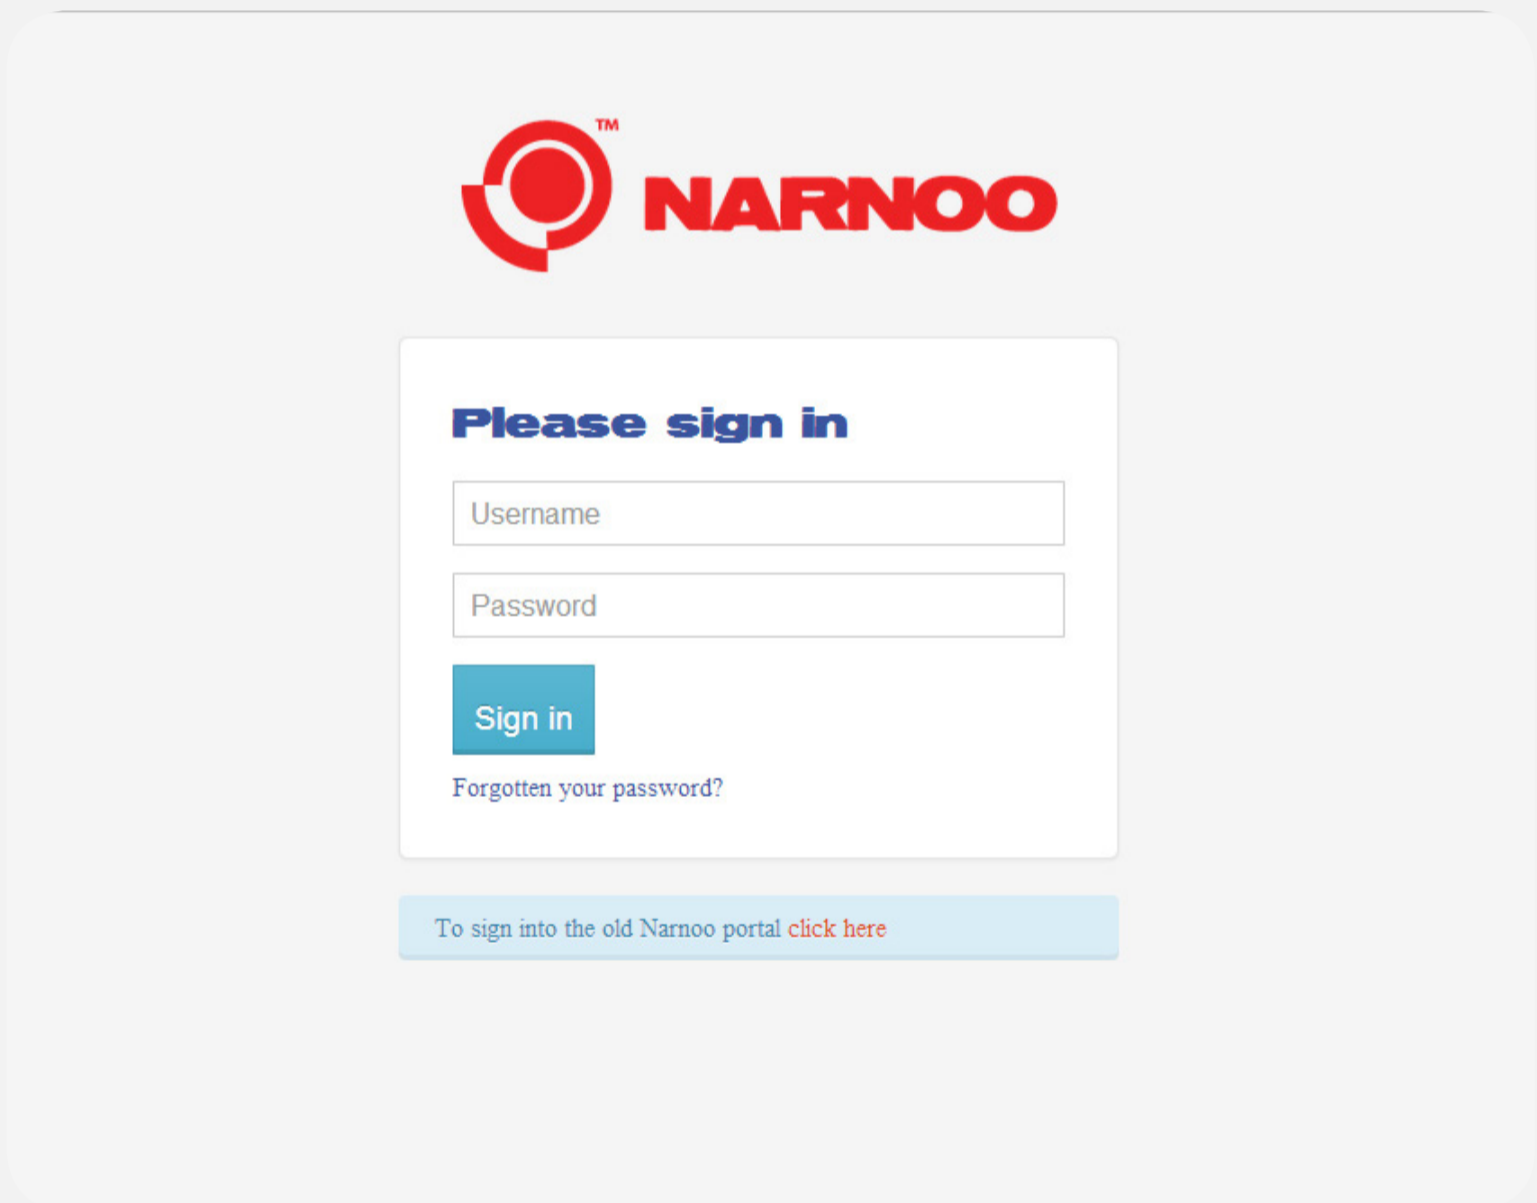 TM
NARNOO
Please sign in
Username
Password
Sign in
Forgotten your password?
To sign into the old Narnoo portal click here